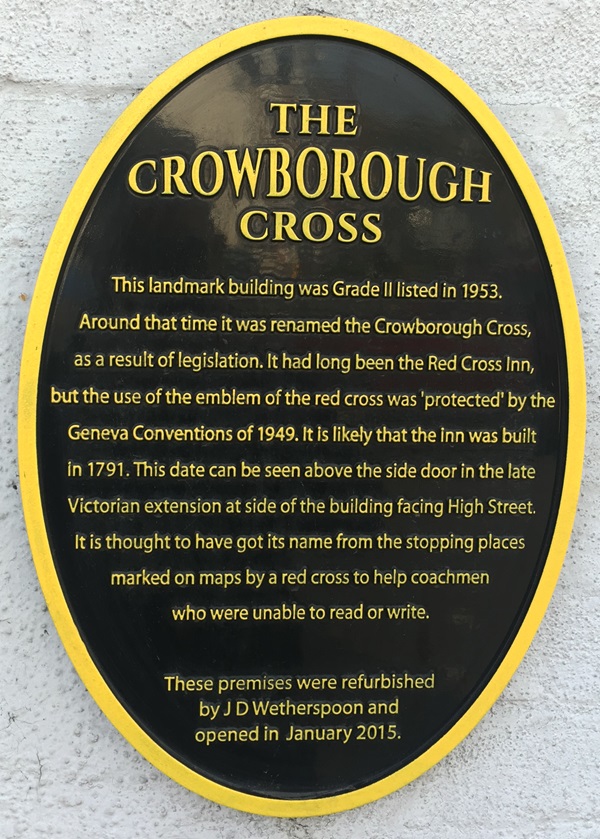 THE
CROWBOROUGH
CROSS
This landmark building was Grade II listed in 1953.
Around that time it was renamed the Crowborough Cross,
as a result of legislation. It had long been the Red Cross Inn,
but the use of the emblem of the red cross was 'protected' by the
Geneva Conventions of 1949. It is likely that the inn was built
in 1791. This date can be seen above the side door in the late
Victorian extension at side of the building facing High Street.
It is thought to have got its name from the stopping places
marked on maps by a red cross to help coachmen
who were unable to read or write.
These premises were refurbished
by J D Wetherspoon and
opened in January 2015.